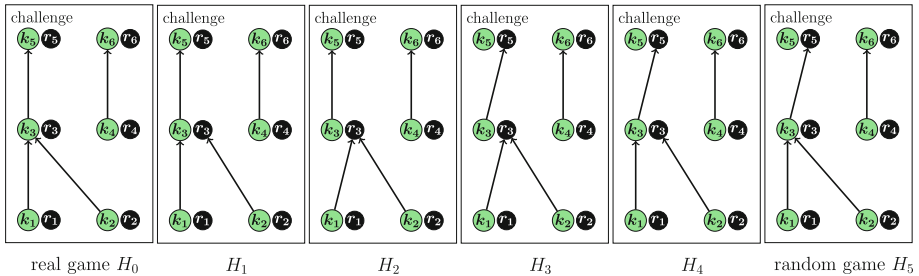 challenge challenge challenge challenge challenge challenge
k₅ r₅ k₆ r₆ k₅ r₅ k₆ r₆ k₅ r₅ k₆ r₆ k₅ r₅ k₆ r₆ k₅ r₅ k₆ r₆ k₅ r₅ k₆ r₆
k₃ r₃ k₄ r₄ k₃ r₃ k₄ r₄ k₃ r₃ k₄ r₄ k₃ r₃ k₄ r₄ k₃ r₃ k₄ r₄ k₃ r₃ k₄ r₄
k₁ r₁ k₂ r₂ k₁ r₁ k₂ r₂ k₁ r₁ k₂ r₂ k₁ r₁ k₂ r₂ k₁ r₁ k₂ r₂ k₁ r₁ k₂ r₂
real game H₀ H₁ H₂ H₃ H₄ random game H₅